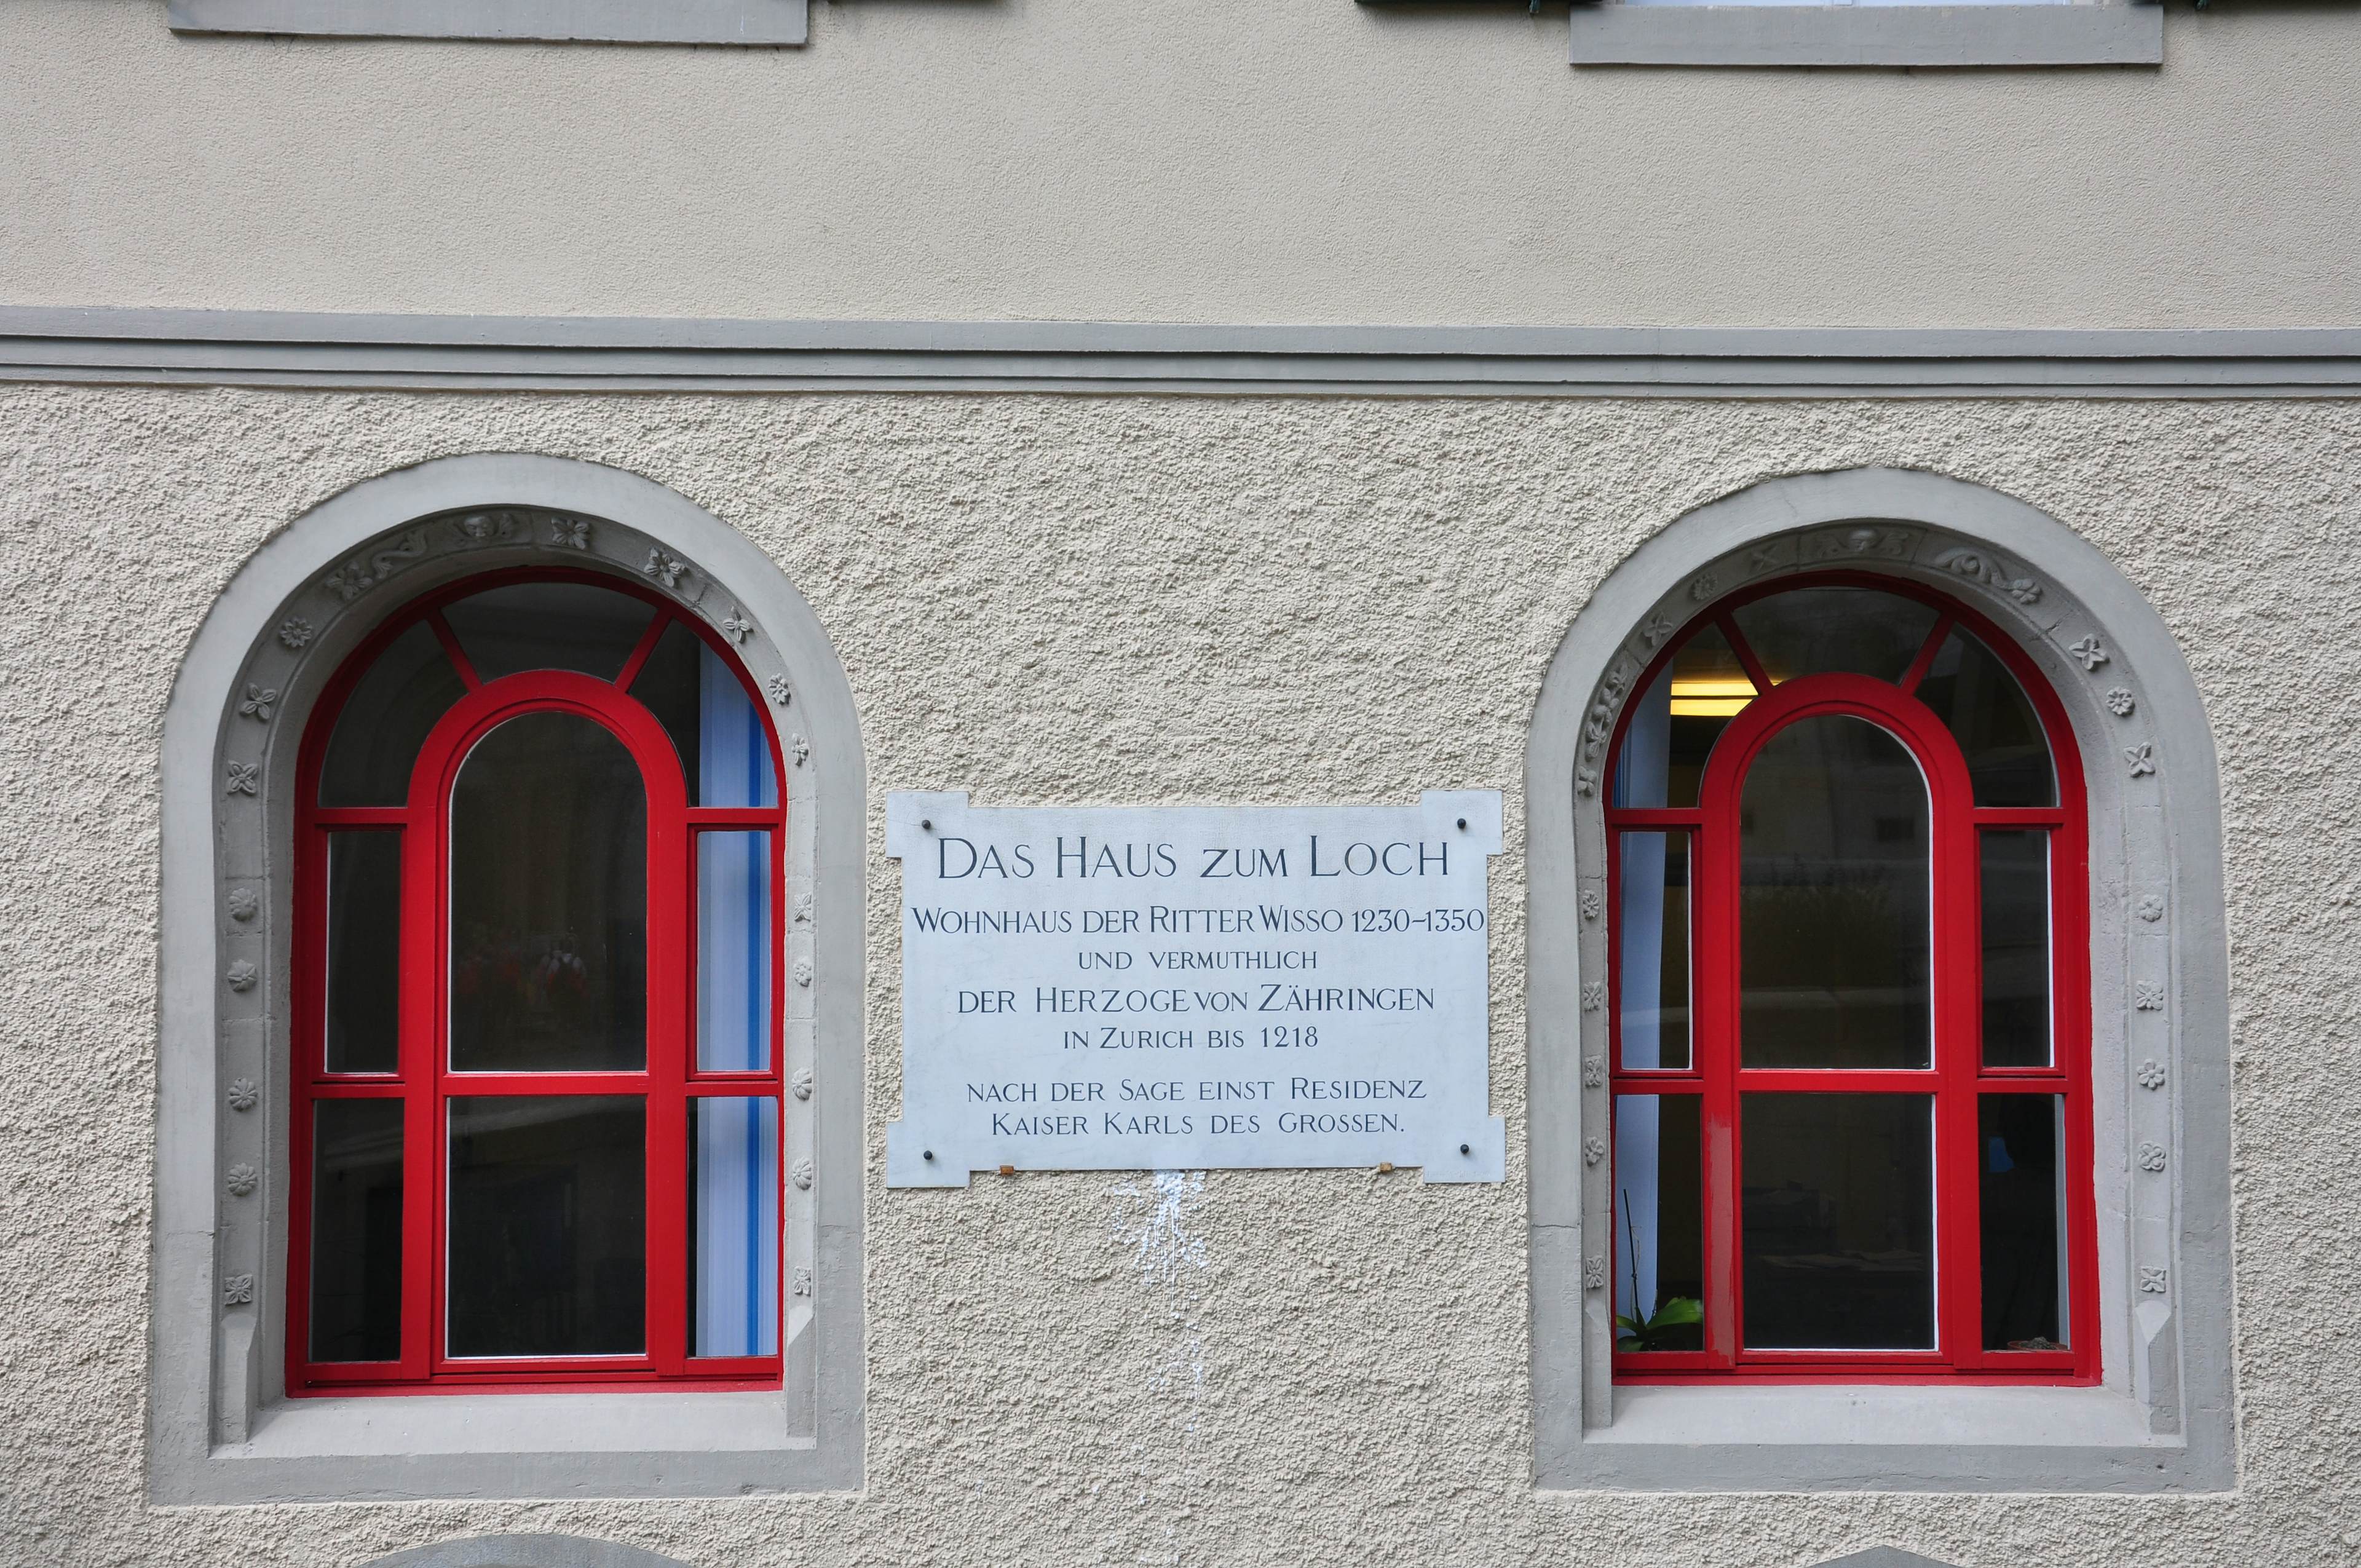 DAS HAUS ZUM LOCH
WOHNHAUS DER RITTER WISSO 1230-1350
UND VERMUTHLICH
DER HERZOGE VON ZÄHRINGEN
IN ZURICH BIS 1218
NACH DER SAGE EINST RESIDENZ
KAISER KARLS DES GROSSEN.